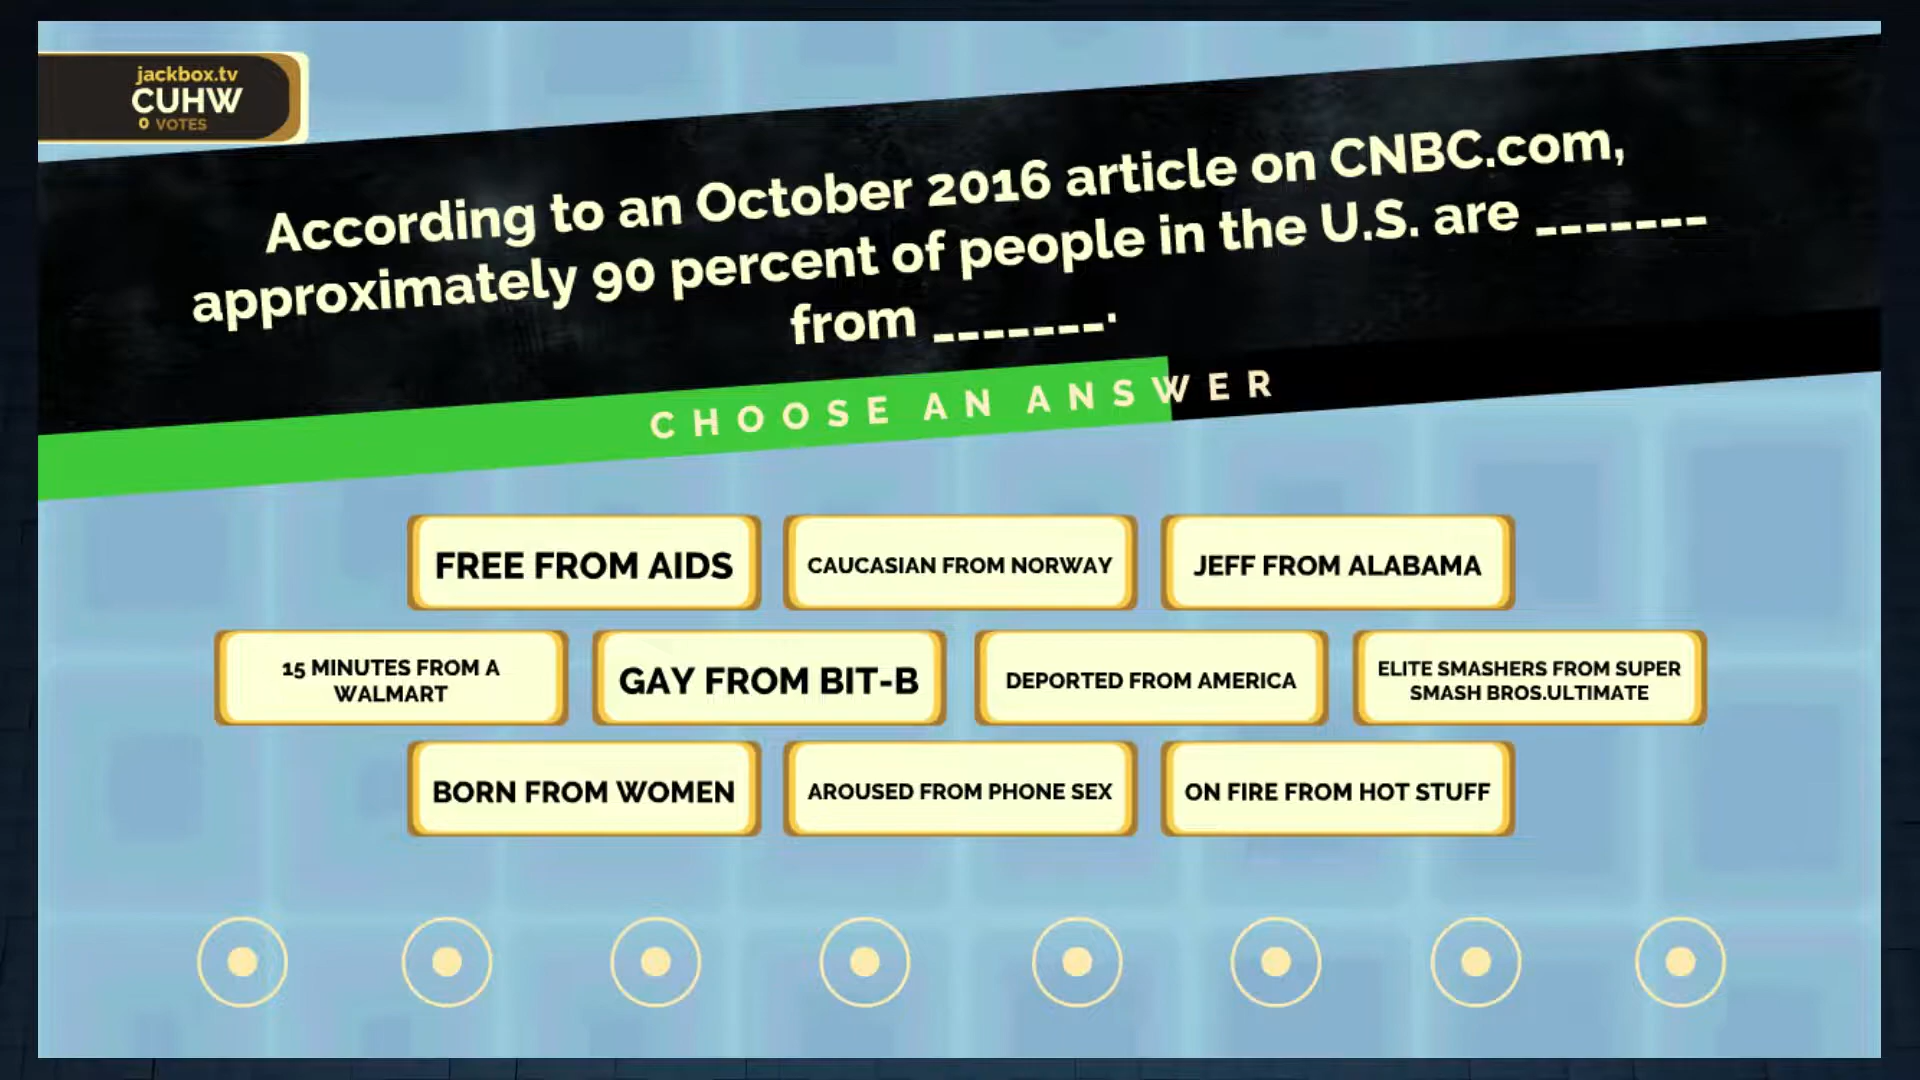 jackbox.tv
CUHW
0 VOTES
According to an October 2016 article on CNBC.com,
approximately 90 percent of people in the U.S. are _______
from _______.
CHOOSE AN ANSWER
FREE FROM AIDS
CAUCASIAN FROM NORWAY
JEFF FROM ALABAMA
15 MINUTES FROM A
WALMART
GAY FROM BIT-B
DEPORTED FROM AMERICA
ELITE SMASHERS FROM SUPER
SMASH BROS.ULTIMATE
BORN FROM WOMEN
AROUSED FROM PHONE SEX
ON FIRE FROM HOT STUFF